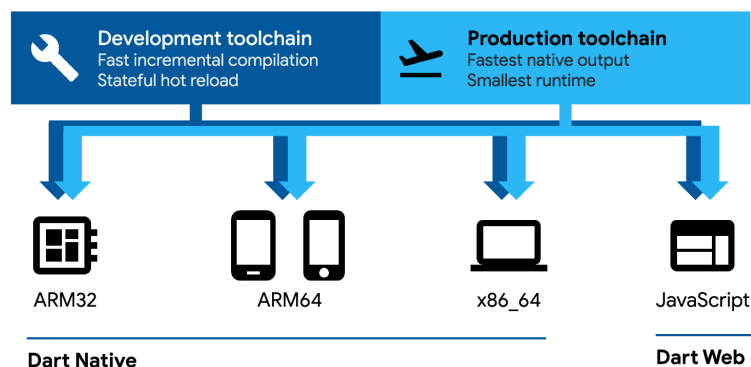 Development toolchain
Fast incremental compilation
Stateful hot reload
Production toolchain
Fastest native output
Smallest runtime
ARM32
ARM64
x86_64
JavaScript
Dart Native
Dart Web